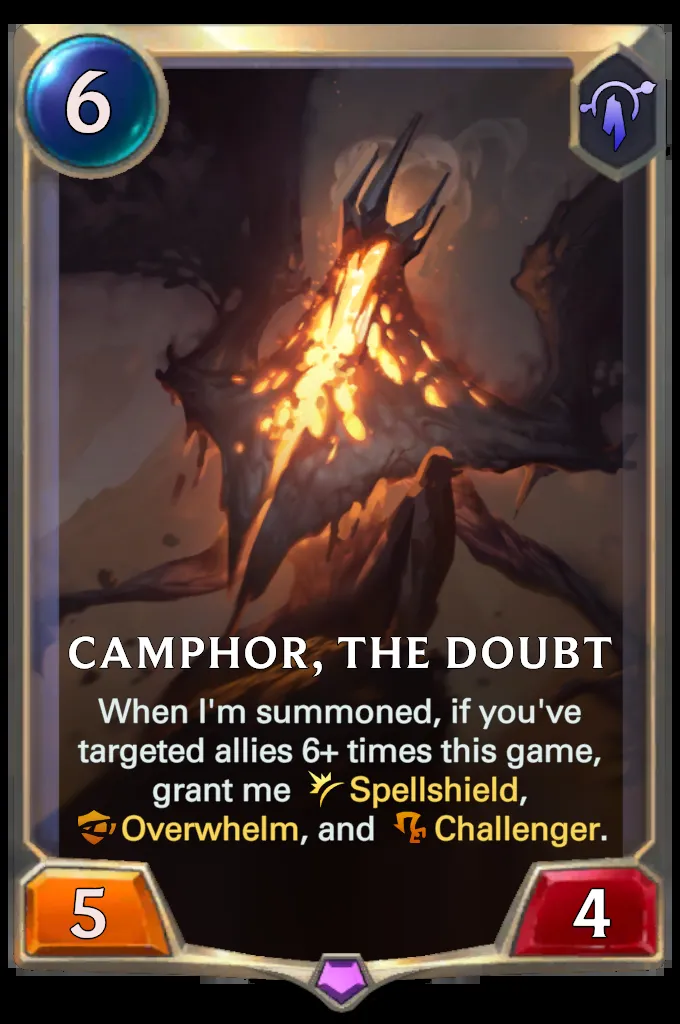 6
CAMPHOR, THE DOUBT
When I'm summoned, if you've
targeted allies 6+ times this game,
grant me Spellshield,
Overwhelm, and Challenger.
5
4